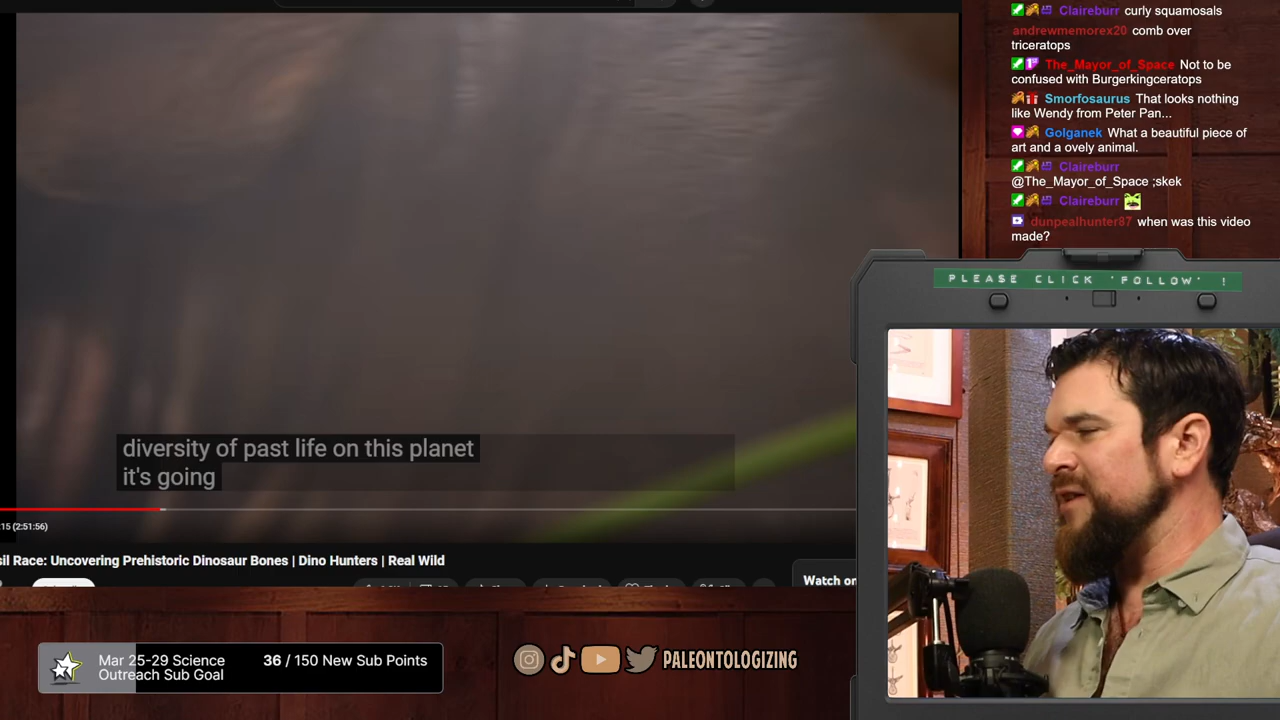 Claireburr curly squamosals
andrewmemorex20 comb over
triceratops
The_Mayor_of_Space Not to be
confused with Burgerkingceratops
Smorfosaurus That looks nothing
like Wendy from Peter Pan...
Golganek What a beautiful piece of
art and a ovely animal.
Claireburr
@The_Mayor_of_Space ;skek
Claireburr
dunpealhunter87 when was this video
made?
PLEASE CLICK 'FOLLOW' !
diversity of past life on this planet
it's going
15 (2:51:56)
sil Race: Uncovering Prehistoric Dinosaur Bones | Dino Hunters | Real Wild
Watch on
Mar 25-29 Science
Outreach Sub Goal
36 / 150 New Sub Points
PALEONTOLOGIZING